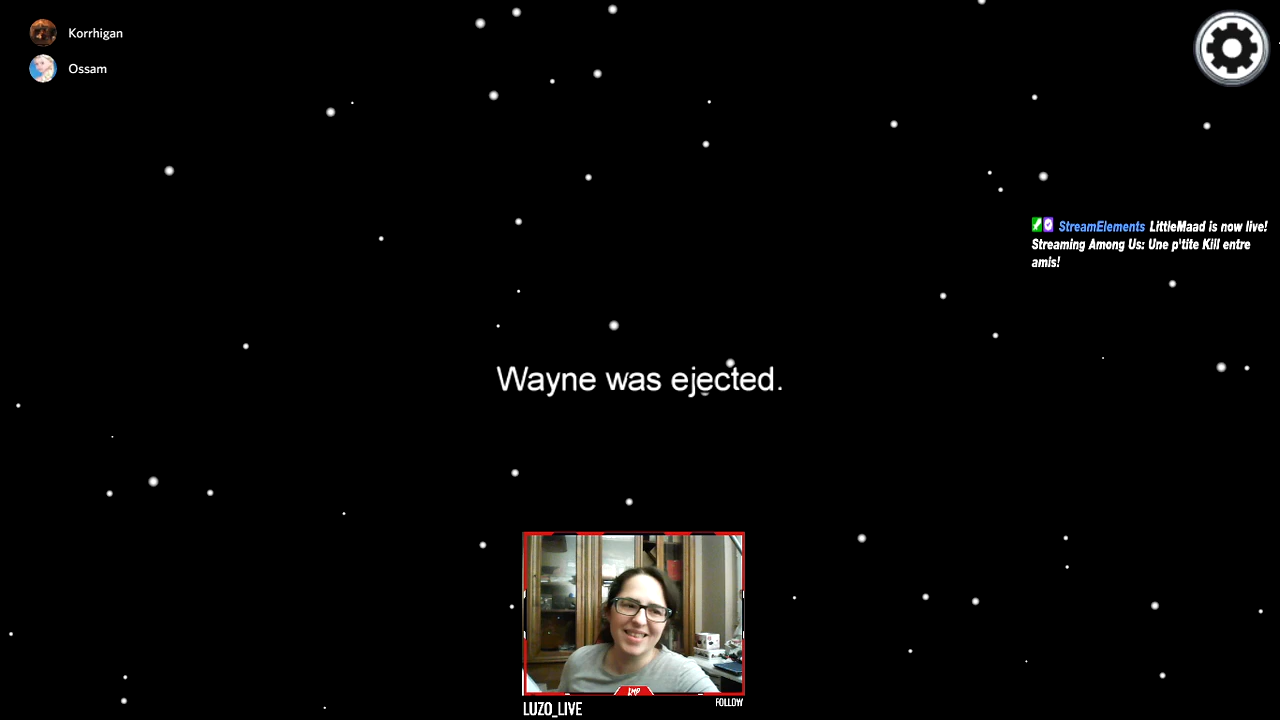 Korrhigan
Ossam
StreamElements LittleMaad is now live!
Streaming Among Us: Une p'tite Kill entre
amis!
Wayne was ejected.
LMP
LUZO_LIVE
FOLLOW